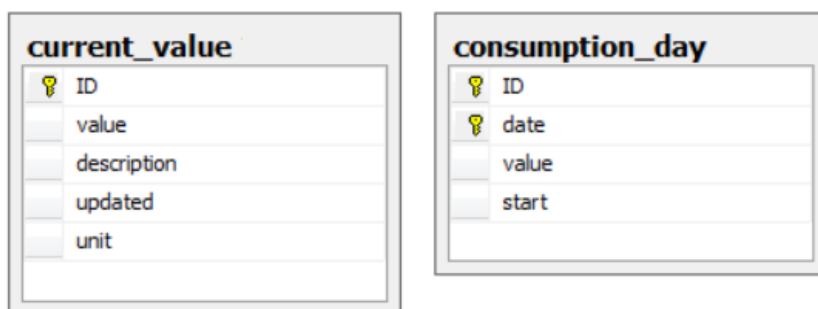 current_value
ID
value
description
updated
unit
consumption_day
ID
date
value
start